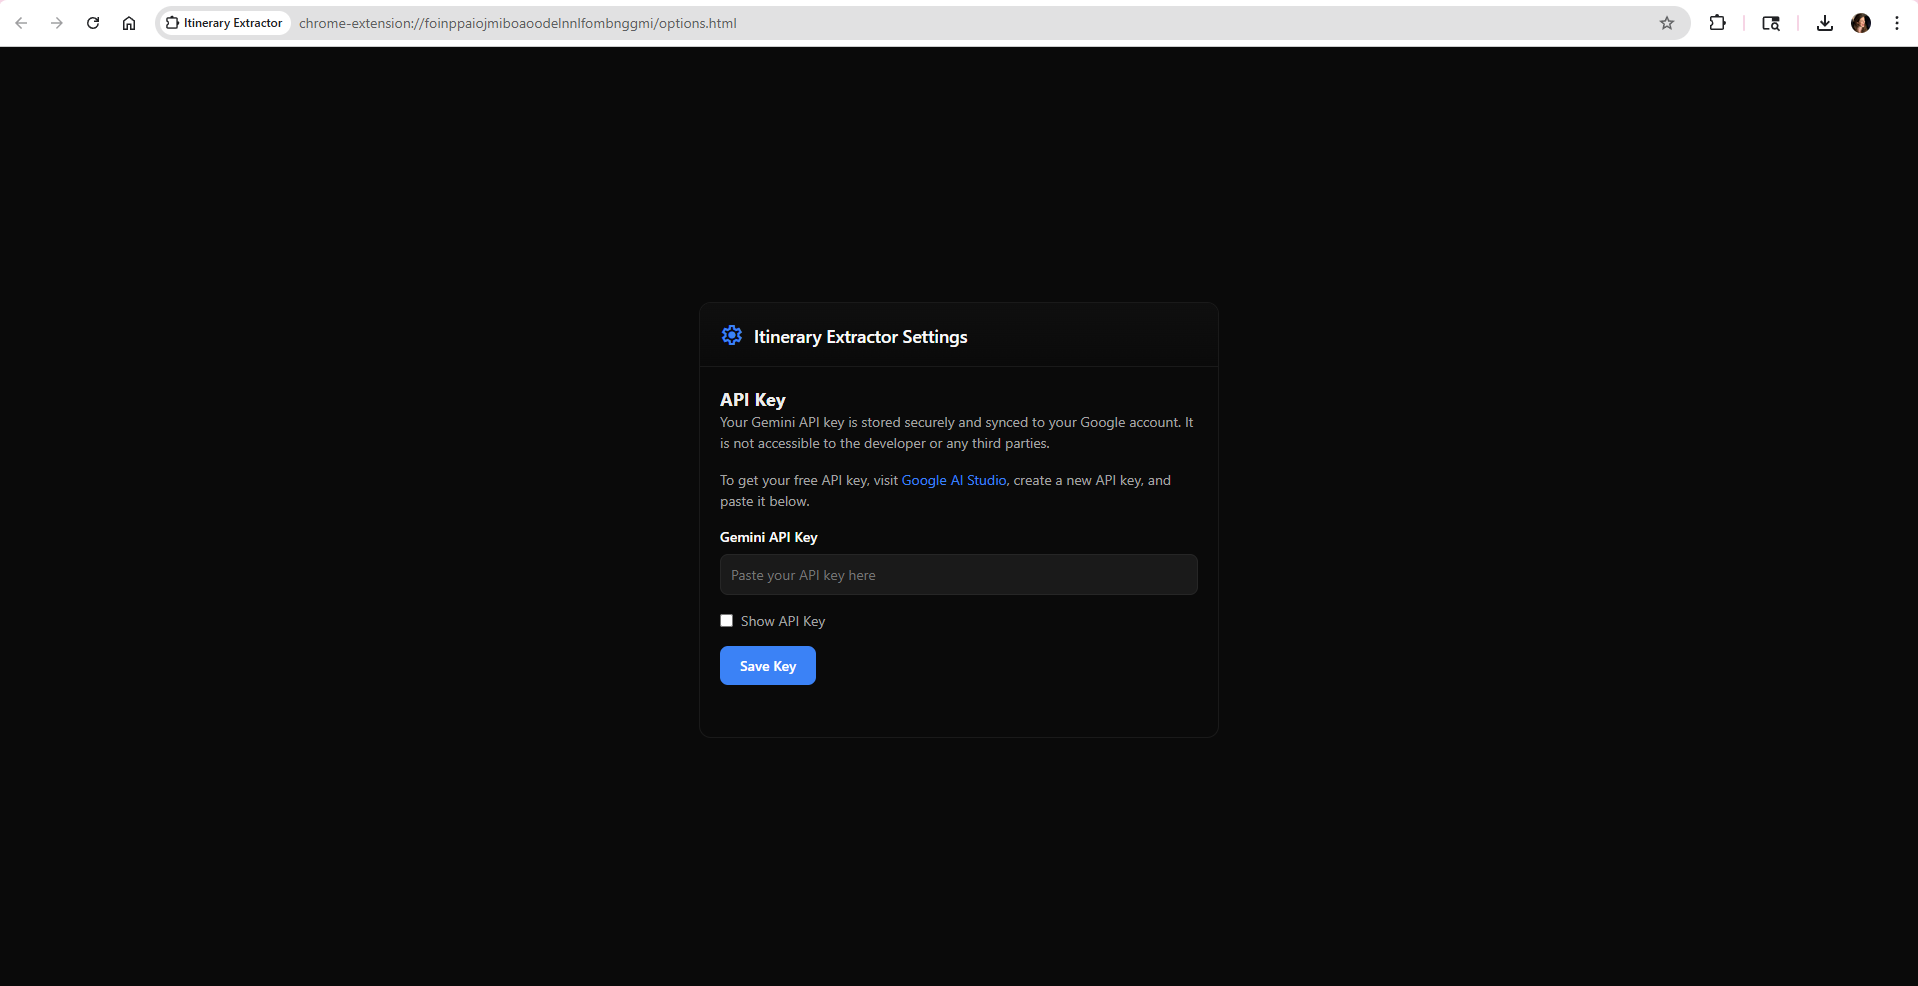 Itinerary Extractor
chrome-extension://foinppaiojmiboaoodelnnlfombnggmi/options.html
Itinerary Extractor Settings
API Key
Your Gemini API key is stored securely and synced to your Google account. It
is not accessible to the developer or any third parties.
To get your free API key, visit Google AI Studio, create a new API key, and
paste it below.
Gemini API Key
Paste your API key here
Show API Key
Save Key